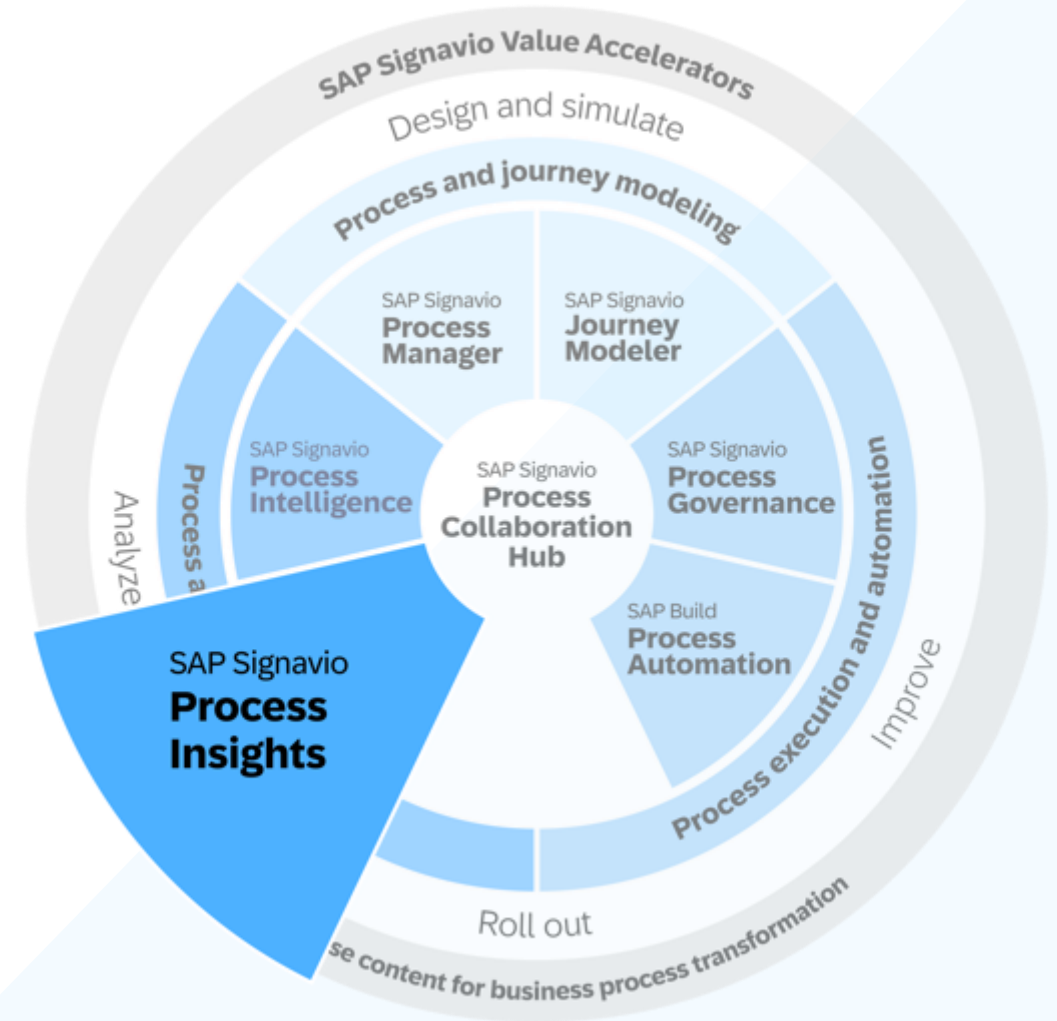 SAP Signavio Value Accelerators
Design and simulate
Process and journey modeling
SAP Signavio
Process
Manager
SAP Signavio
Journey
Modeler
SAP Signavio
Process
Intelligence
SAP Signavio
Process
Collaboration
Hub
SAP Signavio
Process
Governance
SAP Build
Process
Automation
Process execution and automation
Improve
Analyze
Process a
SAP Signavio
Process
Insights
Roll out
se content for business process transformation